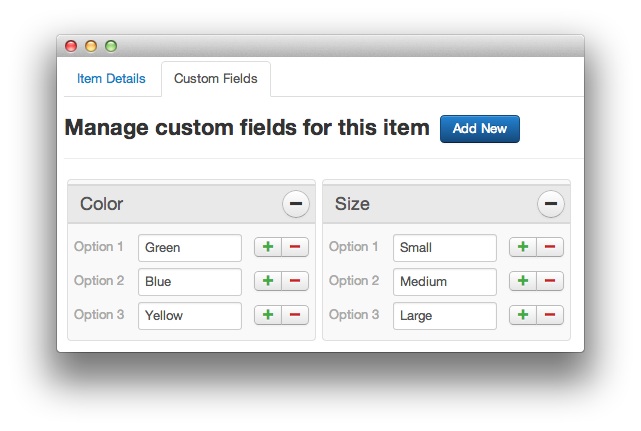 Item Details
Custom Fields
Manage custom fields for this item
Add New
Color
Option 1 Green
Option 2 Blue
Option 3 Yellow
Size
Option 1 Small
Option 2 Medium
Option 3 Large